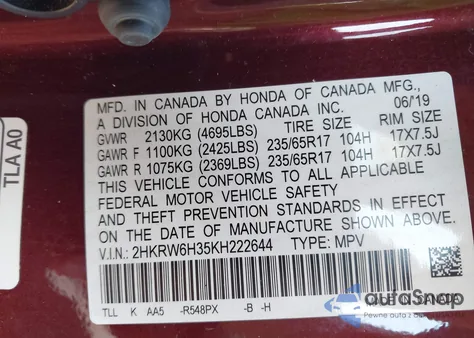 MFD. IN CANADA BY HONDA OF CANADA MFG.,
A DIVISION OF HONDA CANADA INC. 06/19
GVWR 2130KG (4695LBS) TIRE SIZE RIM SIZE
GAWR F 1100KG (2425LBS) 235/65R17 104H 17X7.5J
GAWR R 1075KG (2369LBS) 235/65R17 104H 17X7.5J
THIS VEHICLE CONFORMS TO ALL APPLICABLE
FEDERAL MOTOR VEHICLE SAFETY
AND THEFT PREVENTION STANDARDS IN EFFECT
ON THE DATE OF MANUFACTURE SHOWN ABOVE.
V.I.N.: 2HKRW6H35KH222644 TYPE: MPV
TLL K AA5 -R548PX -B -H
TLA A0
autoSnap
Pewne auta z